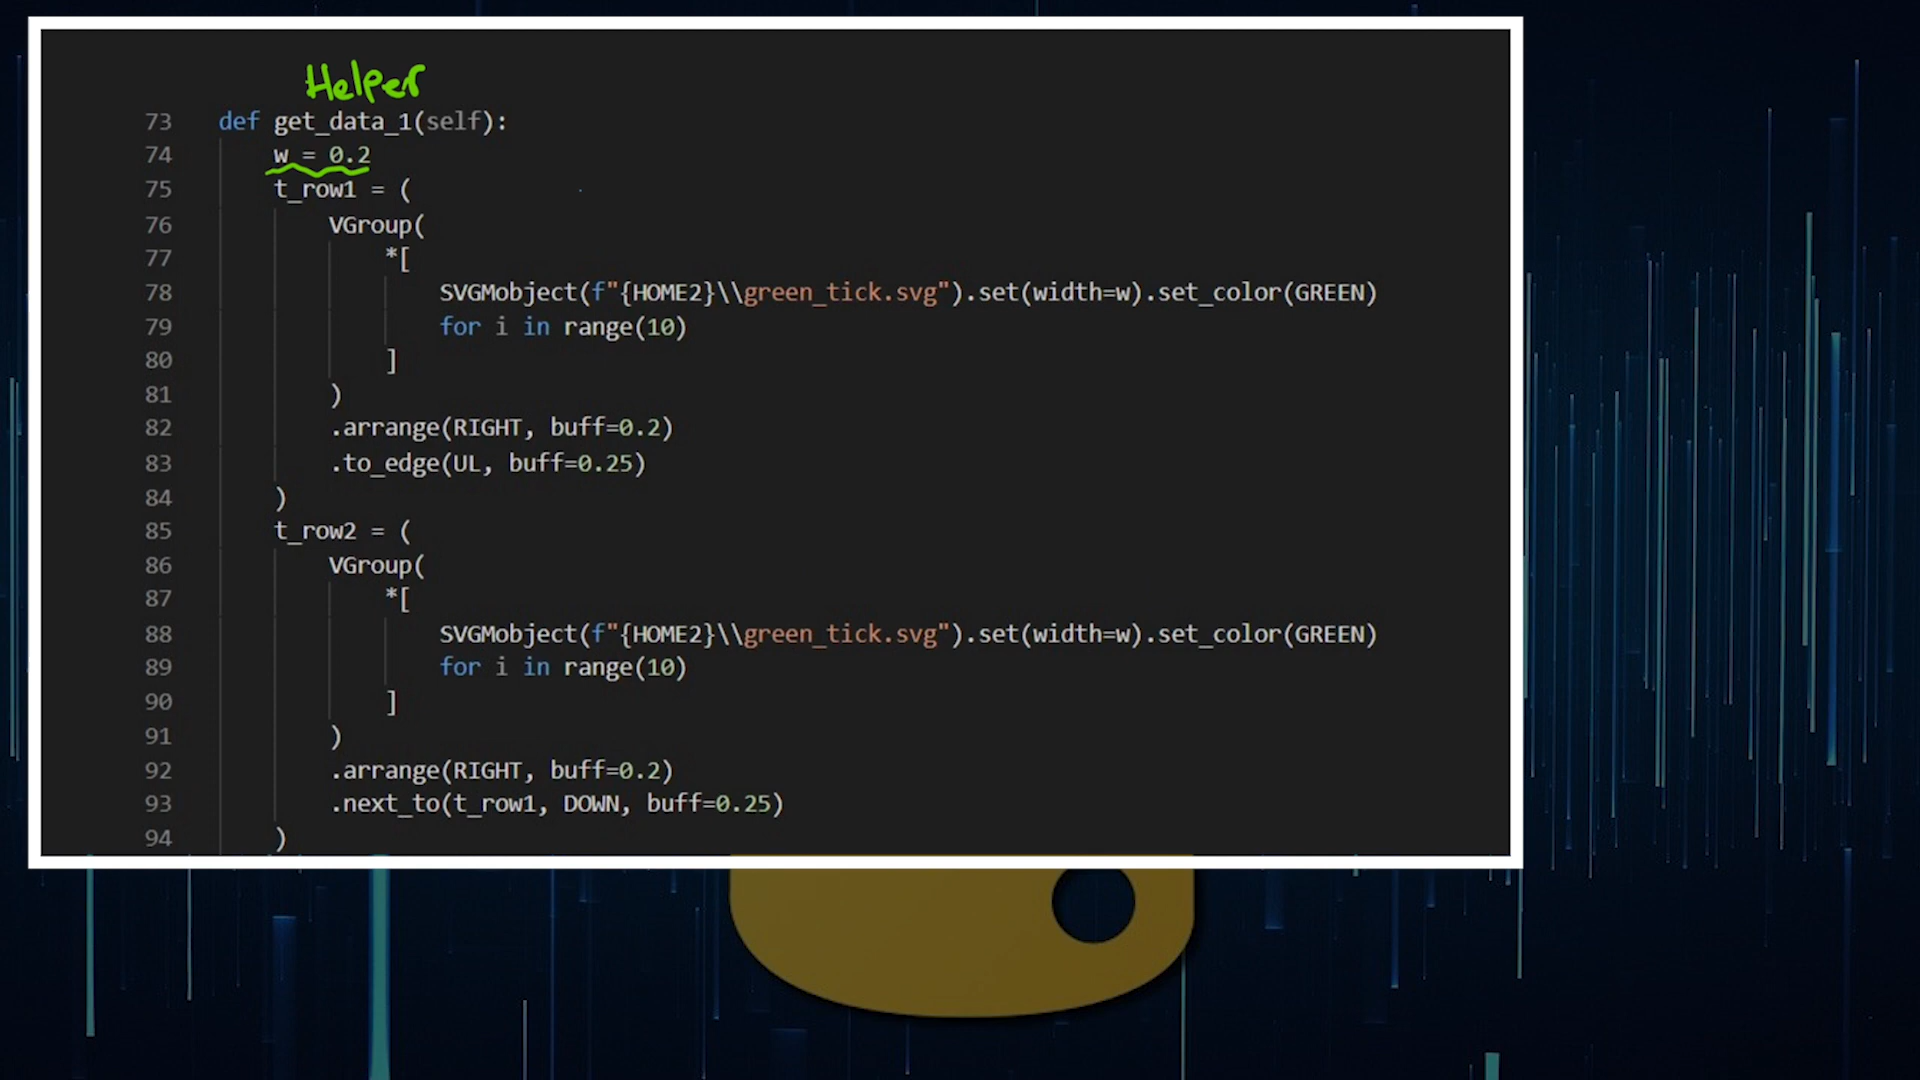 Helper
73 def get_data_1(self):
74 w = 0.2
75 t_row1 = (
76 VGroup(
77 *[
78 SVGMobject(f"{HOME2}\\green_tick.svg").set(width=w).set_color(GREEN)
79 for i in range(10)
80 ]
81 )
82 .arrange(RIGHT, buff=0.2)
83 .to_edge(UL, buff=0.25)
84 )
85 t_row2 = (
86 VGroup(
87 *[
88 SVGMobject(f"{HOME2}\\green_tick.svg").set(width=w).set_color(GREEN)
89 for i in range(10)
90 ]
91 )
92 .arrange(RIGHT, buff=0.2)
93 .next_to(t_row1, DOWN, buff=0.25)
94 )